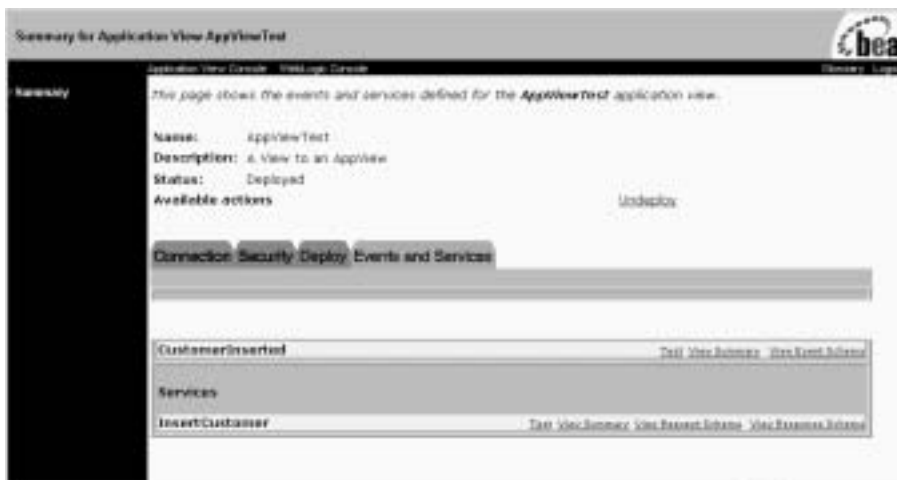 Summary for Application View AppViewTest
bea
Application View Console WebLogic Console
Glossary Logo
Summary
This page shows the events and services defined for the AppViewTest application view.
Name: AppViewTest
Description: A View to an AppView
Status: Deployed
Available actions Undeploy
Connection Security Deploy Events and Services
CustomerInserted Test View Summary View Event Schema
Services
InsertCustomer Test View Summary View Request Schema View Response Schema